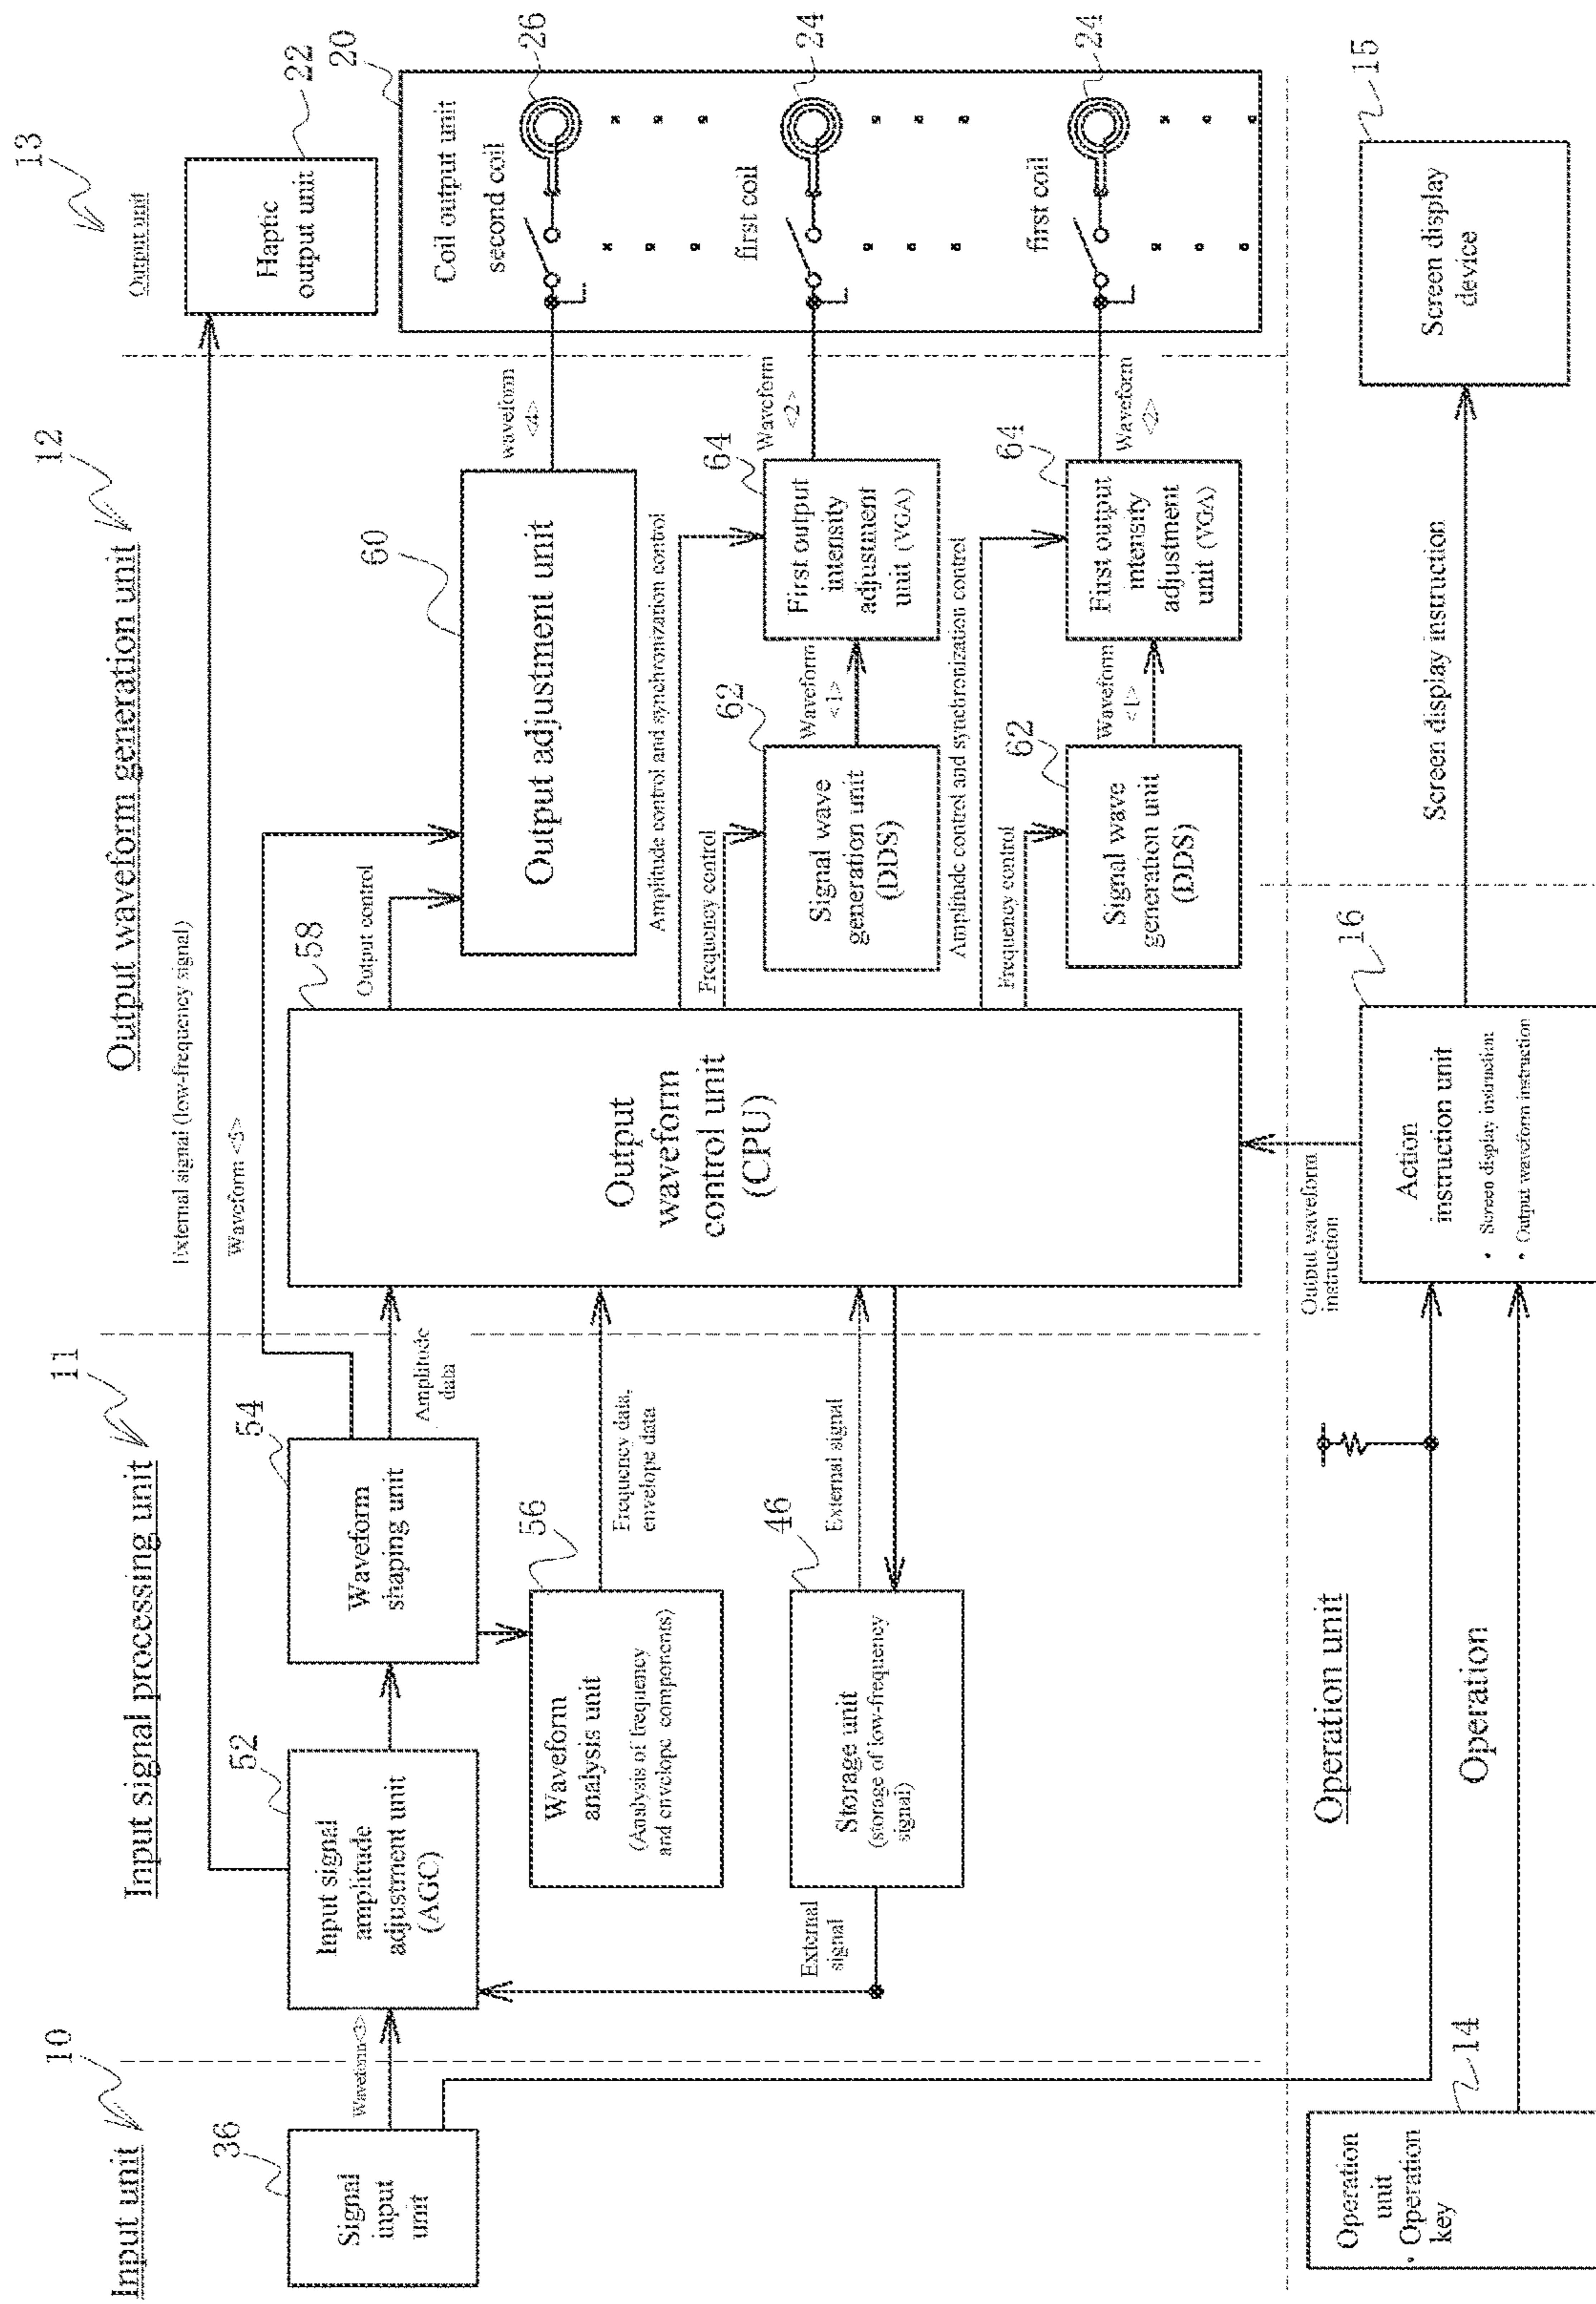 10
Input unit
36
Signal
input
unit
Waveform<3>
11
Input signal processing unit
52
Input signal
amplitude
adjustment unit
(AGC)
54
Waveform
shaping unit
56
Waveform
analysis unit
(Analysis of frequency
and envelope components)
46
Storage unit
(storage of low-frequency
signal)
External
signal
Amplitude
data
Frequency data,
envelope data
External signal
12
Output waveform generation unit
External signal (low-frequency signal)
Waveform <5>
58
Output
waveform
control unit
(CPU)
Output control
60
Output adjustment unit
waveform
<4>
Amplitude control and synchronization control
Frequency control
62
Signal wave
generation unit
(DDS)
Waveform
<1>
64
First output
intensity
adjustment
unit (VGA)
Waveform
<2>
Amplitude control and synchronization control
Frequency control
62
Signal wave
generation unit
(DDS)
Waveform
<1>
64
First output
intensity
adjustment
unit (VGA)
Waveform
<2>
13
Output unit
22
Haptic
output unit
20
Coil output unit
second coil
26
first coil
24
first coil
24
Operation unit
14
Operation
unit
• Operation
key
Operation
Output waveform
instruction
16
Action
instruction unit
• Screen display instruction
• Output waveform instruction
Screen display instruction
15
Screen display
device